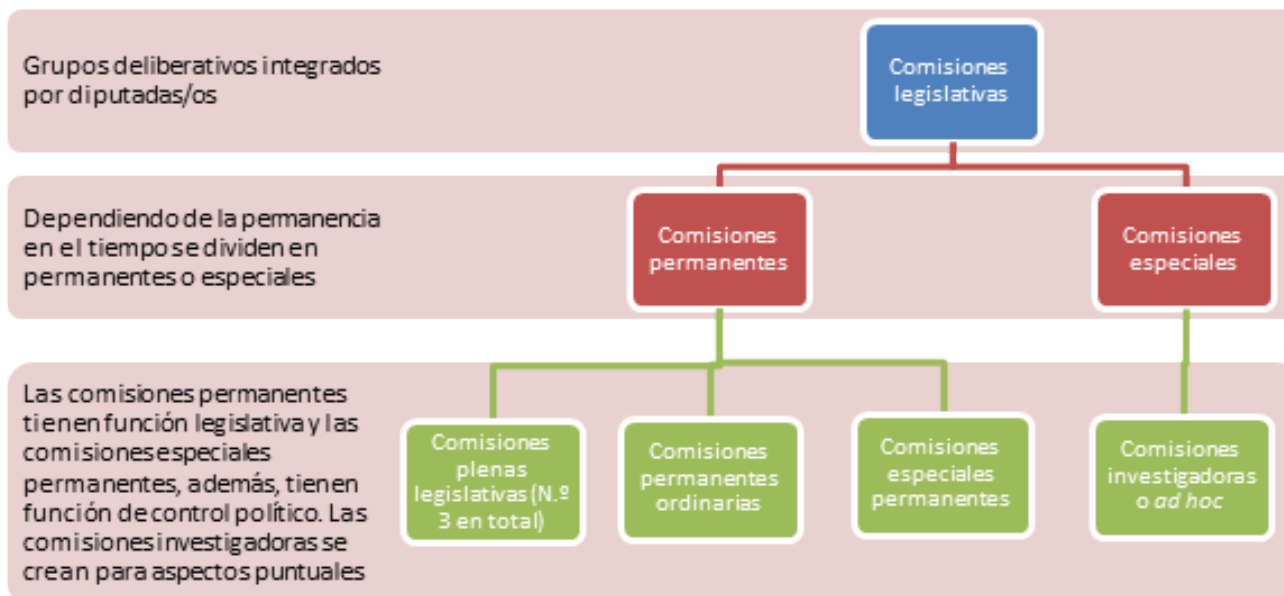 Grupos deliberativos integrados
por diputadas/os
Comisiones
legislativas
Dependiendo de la permanencia
en el tiempo se dividen en
permanentes o especiales
Comisiones
permanentes
Comisiones
especiales
Las comisiones permanentes
tienen función legislativa y las
comisiones especiales
permanentes, además, tienen
función de control político. Las
comisiones investigadoras se
crean para aspectos puntuales
Comisiones
plenas
legislativas (N.º
3 en total)
Comisiones
permanentes
ordinarias
Comisiones
especiales
permanentes
Comisiones
investigadoras
o ad hoc